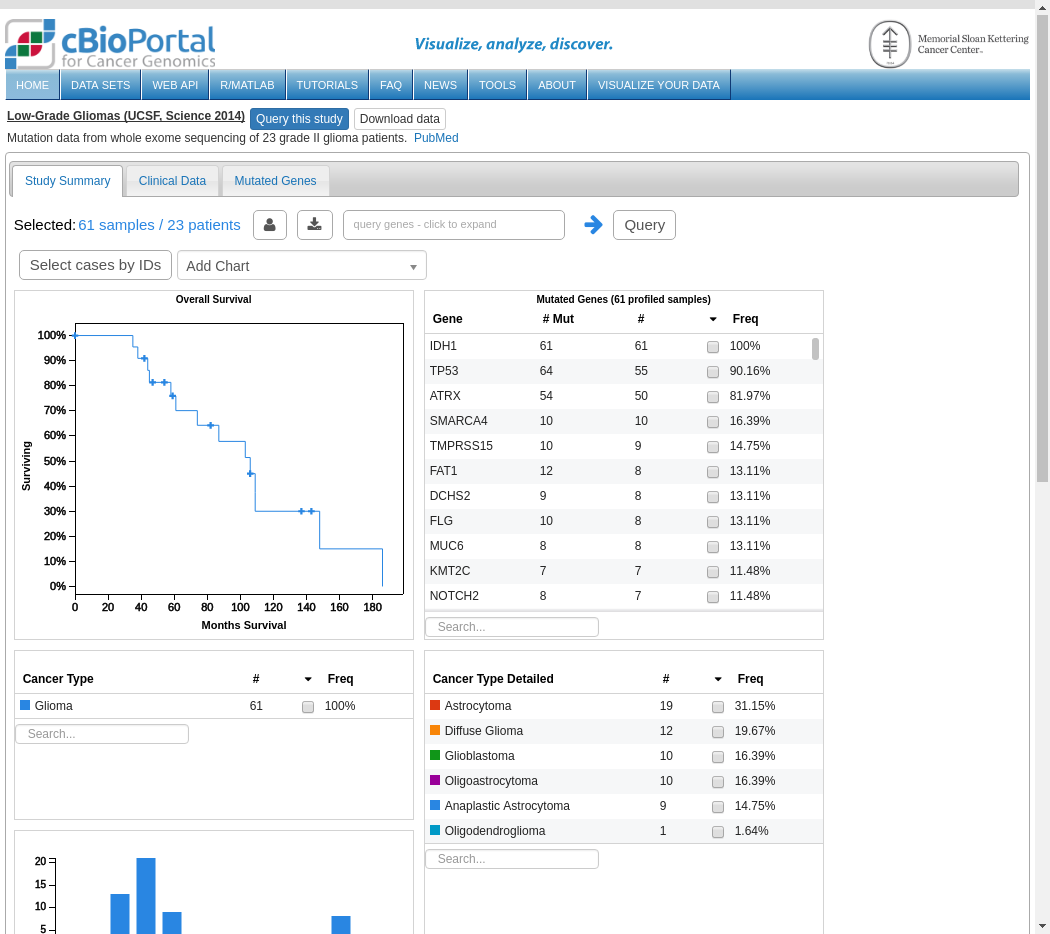 cBioPortal
for Cancer Genomics
Visualize, analyze, discover.
Memorial Sloan Kettering
Cancer Center
HOME DATA SETS WEB API R/MATLAB TUTORIALS FAQ NEWS TOOLS ABOUT VISUALIZE YOUR DATA
Low-Grade Gliomas (UCSF, Science 2014) Query this study Download data
Mutation data from whole exome sequencing of 23 grade II glioma patients. PubMed
Study Summary Clinical Data Mutated Genes
Selected: 61 samples / 23 patients query genes - click to expand Query
Select cases by IDs Add Chart
Overall Survival
100%
90%
80%
70%
60%
50%
40%
30%
20%
10%
0%
Surviving
0 20 40 60 80 100 120 140 160 180
Months Survival
Mutated Genes (61 profiled samples)
Gene # Mut # Freq
IDH1 61 61 100%
TP53 64 55 90.16%
ATRX 54 50 81.97%
SMARCA4 10 10 16.39%
TMPRSS15 10 9 14.75%
FAT1 12 8 13.11%
DCHS2 9 8 13.11%
FLG 10 8 13.11%
MUC6 8 8 13.11%
KMT2C 7 7 11.48%
NOTCH2 8 7 11.48%
Search...
Cancer Type # Freq
Glioma 61 100%
Search...
Cancer Type Detailed # Freq
Astrocytoma 19 31.15%
Diffuse Glioma 12 19.67%
Glioblastoma 10 16.39%
Oligoastrocytoma 10 16.39%
Anaplastic Astrocytoma 9 14.75%
Oligodendroglioma 1 1.64%
Search...
20
15
10
5